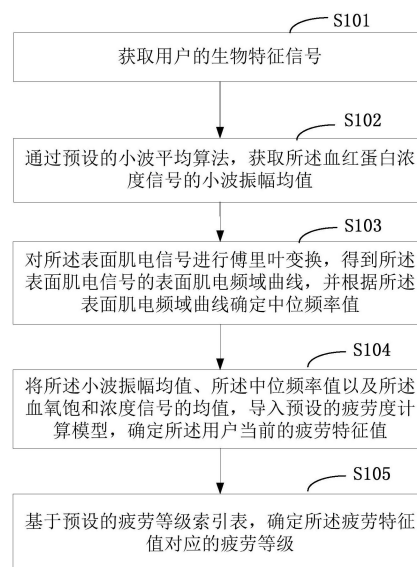 S101
获取用户的生物特征信号
S102
通过预设的小波平均算法，获取所述血红蛋白浓
度信号的小波振幅均值
S103
对所述表面肌电信号进行傅里叶变换，得到所述
表面肌电信号的表面肌电频域曲线，并根据所述
表面肌电频域曲线确定中位频率值
S104
将所述小波振幅均值、所述中位频率值以及所述
血氧饱和浓度信号的均值，导入预设的疲劳度计
算模型，确定所述用户当前的疲劳特征值
S105
基于预设的疲劳等级索引表，确定所述疲劳特征
值对应的疲劳等级